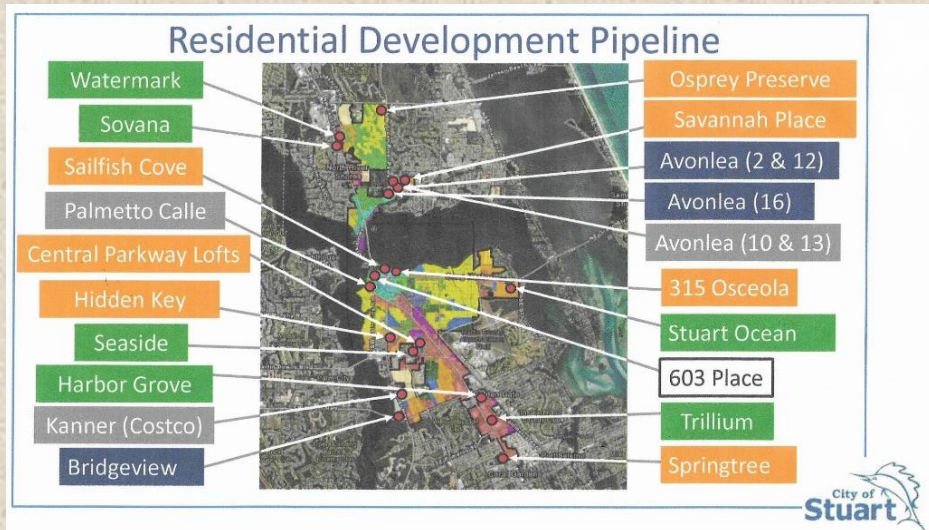 Residential Development Pipeline
Watermark
Sovana
Sailfish Cove
Palmetto Calle
Central Parkway Lofts
Hidden Key
Seaside
Harbor Grove
Kanner (Costco)
Bridgeview
Osprey Preserve
Savannah Place
Avonlea (2 & 12)
Avonlea (16)
Avonlea (10 & 13)
315 Osceola
Stuart Ocean
603 Place
Trillium
Springtree
City of
Stuart